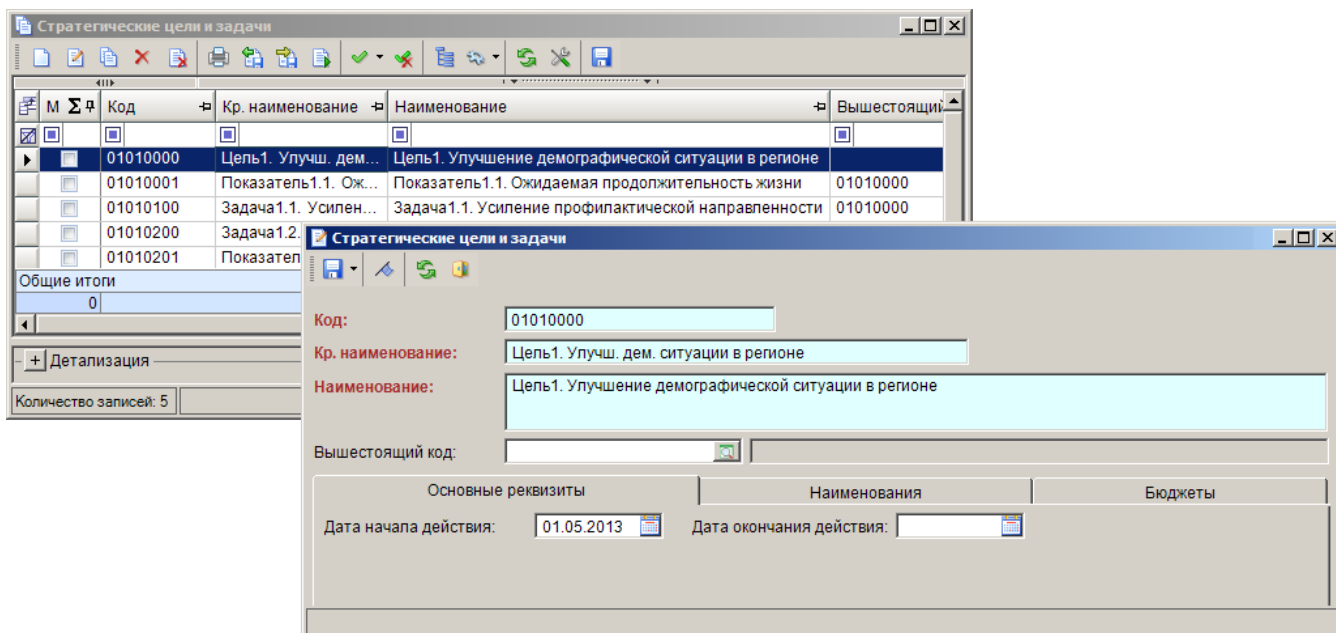 Стратегические цели и задачи
М Σ Код Кр. наименование Наименование Вышестоящий
01010000 Цель1. Улучш. дем... Цель1. Улучшение демографической ситуации в регионе
01010001 Показатель1.1. Ож... Показатель1.1. Ожидаемая продолжительность жизни 01010000
01010100 Задача1.1. Усилен... Задача1.1. Усиление профилактической направленности 01010000
01010200 Задача1.2.
01010201 Показател
Общие итоги
0
+ Детализация
Количество записей: 5
Стратегические цели и задачи
Код: 01010000
Кр. наименование: Цель1. Улучш. дем. ситуации в регионе
Наименование: Цель1. Улучшение демографической ситуации в регионе
Вышестоящий код:
Основные реквизиты Наименования Бюджеты
Дата начала действия: 01.05.2013 Дата окончания действия: